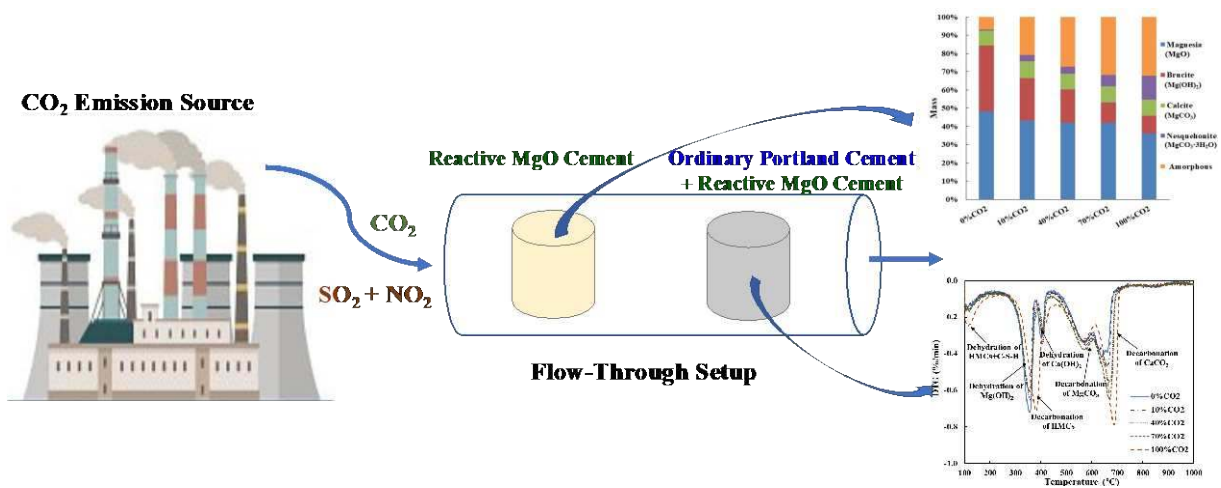 CO₂ Emission Source
CO₂
SO₂ + NO₂
Reactive MgO Cement
Ordinary Portland Cement
+ Reactive MgO Cement
Flow-Through Setup
100%
90%
80%
70%
60%
50%
40%
30%
20%
10%
0%
Mass
0%CO2
10%CO2
40%CO2
70%CO2
100%CO2
Magnesia
(MgO)
Brucite
(Mg(OH)₂)
Calcite
(MgCO₃)
Nesquehonite
(MgCO₃·3H₂O)
Amorphous
0.0
-0.2
-0.4
-0.6
-0.8
-1.0
DTG (%/min)
Dehydration of
HMCs+C-S-H
Dehydration of
Mg(OH)₂
Dehydration
of Ca(OH)₂
Decarbonation
of HMCs
Decarbonation
of MgCO₃
Decarbonation
of CaCO₃
0%CO2
10%CO2
40%CO2
70%CO2
100%CO2
100
200
300
400
500
600
700
800
900
1000
Temperature (°C)